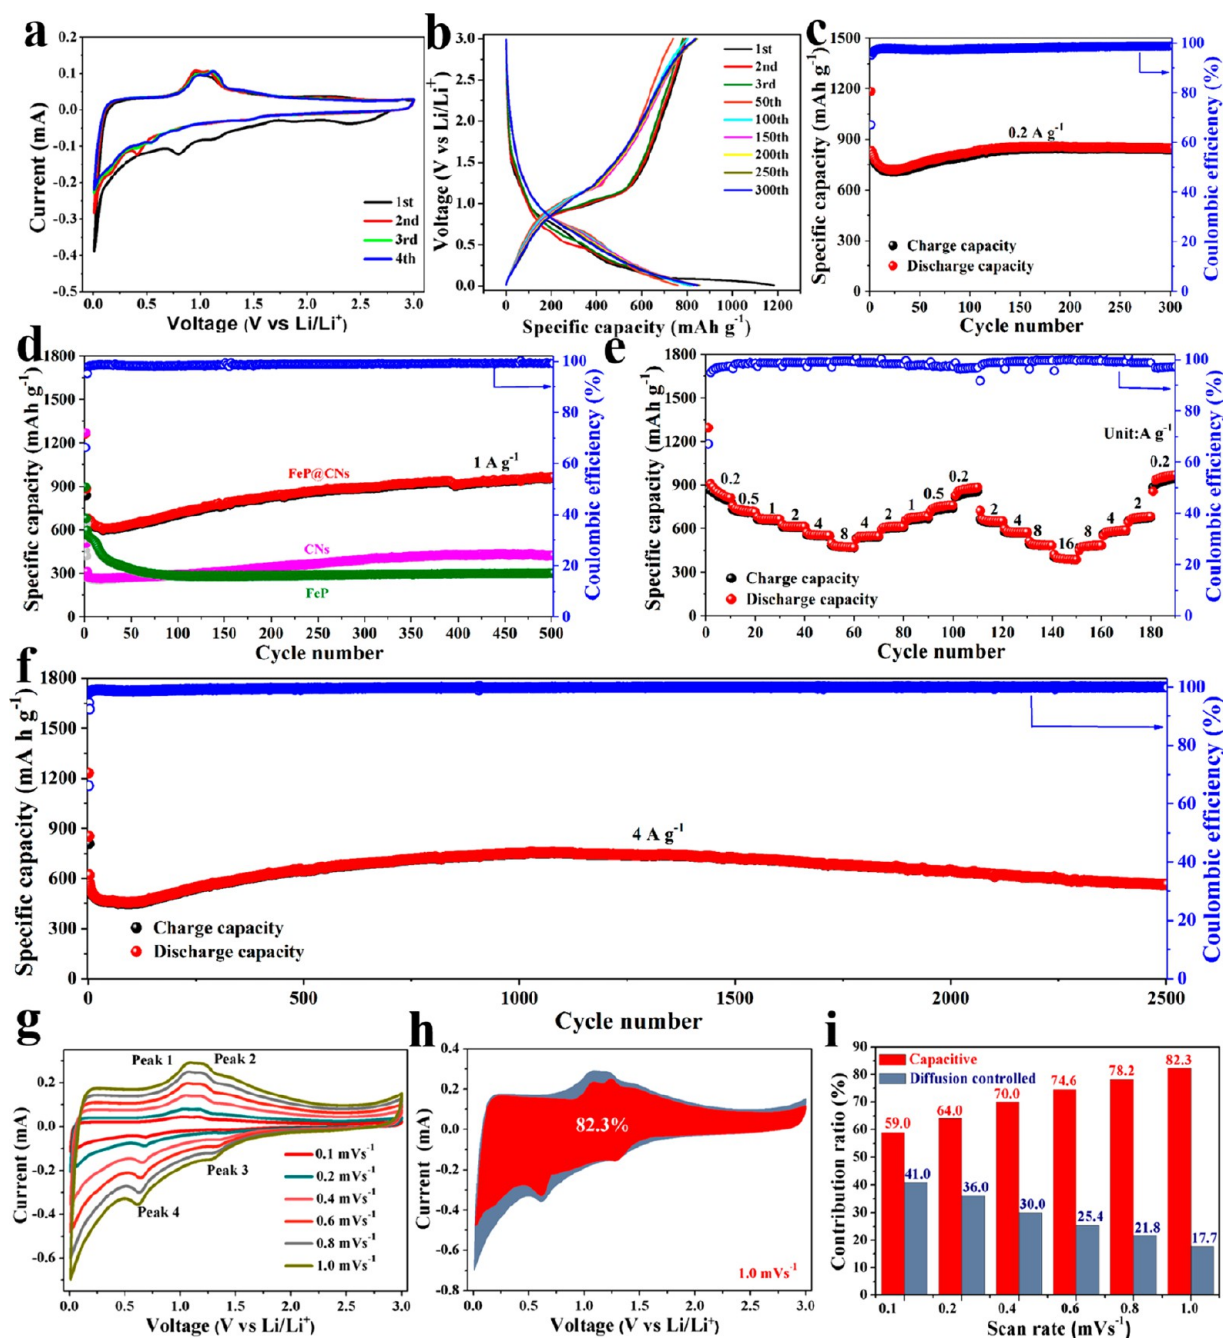 a
0.2
0.1
0.0
-0.1
-0.2
-0.3
-0.4
-0.5
Current (mA)
1st
2nd
3rd
4th
0.0 0.5 1.0 1.5 2.0 2.5 3.0
Voltage (V vs Li/Li⁺)
b
3.0
2.5
2.0
1.5
1.0
0.5
0.0
Voltage (V vs Li/Li⁺)
1st
2nd
3rd
50th
100th
150th
200th
250th
300th
0 200 400 600 800 1000 1200
Specific capacity (mAh g⁻¹)
c
1500
1200
900
600
300
0
Specific capacity (mAh g⁻¹)
0.2 A g⁻¹
Charge capacity
Discharge capacity
100
80
60
40
20
0
Coulombic efficiency (%)
0 50 100 150 200 250 300
Cycle number
d
1800
1500
1200
900
600
300
0
Specific capacity (mAh g⁻¹)
FeP@CNs
1 A g⁻¹
CNs
FeP
100
80
60
40
20
0
Coulombic efficiency (%)
0 50 100 150 200 250 300 350 400 450 500
Cycle number
e
1800
1500
1200
900
600
300
0
Specific capacity (mAh g⁻¹)
Unit:A g⁻¹
0.2 0.5 1 2 4 8 4 2 1 0.5 0.2 2 4 8 16 8 4 2 0.2
Charge capacity
Discharge capacity
100
80
60
40
20
0
Coulombic efficiency (%)
0 20 40 60 80 100 120 140 160 180
Cycle number
f
1800
1500
1200
900
600
300
0
Specific capacity (mA h g⁻¹)
4 A g⁻¹
Charge capacity
Discharge capacity
100
80
60
40
20
0
Coulombic efficiency (%)
0 500 1000 1500 2000 2500
Cycle number
g
0.2
0.0
-0.2
-0.4
-0.6
Current (mA)
Peak 1
Peak 2
Peak 3
Peak 4
0.1 mVs⁻¹
0.2 mVs⁻¹
0.4 mVs⁻¹
0.6 mVs⁻¹
0.8 mVs⁻¹
1.0 mVs⁻¹
0.0 0.5 1.0 1.5 2.0 2.5 3.0
Voltage (V vs Li/Li⁺)
h
0.4
0.2
0.0
-0.2
-0.4
-0.6
-0.8
Current (mA)
82.3%
1.0 mVs⁻¹
0.0 0.5 1.0 1.5 2.0 2.5 3.0
Voltage (V vs Li/Li⁺)
i
90
80
70
60
50
40
30
20
10
0
Contribution ratio (%)
Capacitive
Diffusion controlled
59.0 64.0 70.0 74.6 78.2 82.3
41.0 36.0 30.0 25.4 21.8 17.7
0.1 0.2 0.4 0.6 0.8 1.0
Scan rate (mVs⁻¹)